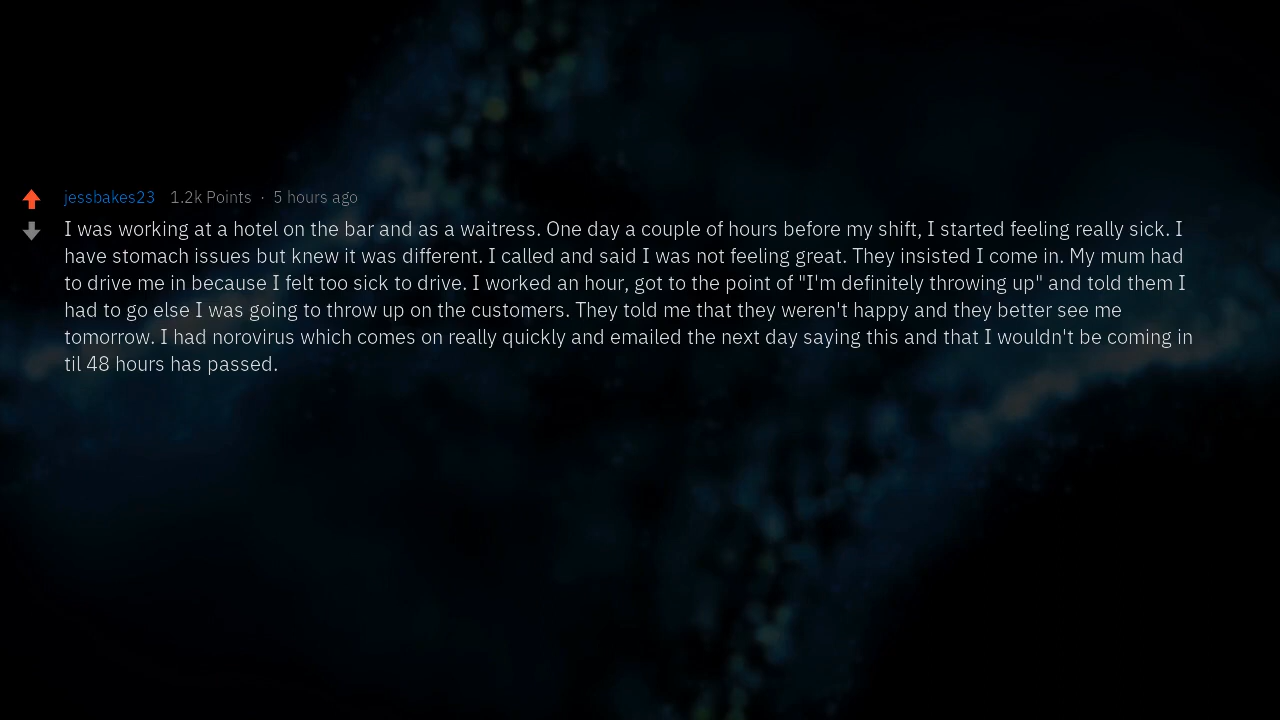 jessbakes23 1.2k Points · 5 hours ago
I was working at a hotel on the bar and as a waitress. One day a couple of hours before my shift, I started feeling really sick. I
have stomach issues but knew it was different. I called and said I was not feeling great. They insisted I come in. My mum had
to drive me in because I felt too sick to drive. I worked an hour, got to the point of "I'm definitely throwing up" and told them I
had to go else I was going to throw up on the customers. They told me that they weren't happy and they better see me
tomorrow. I had norovirus which comes on really quickly and emailed the next day saying this and that I wouldn't be coming in
til 48 hours has passed.